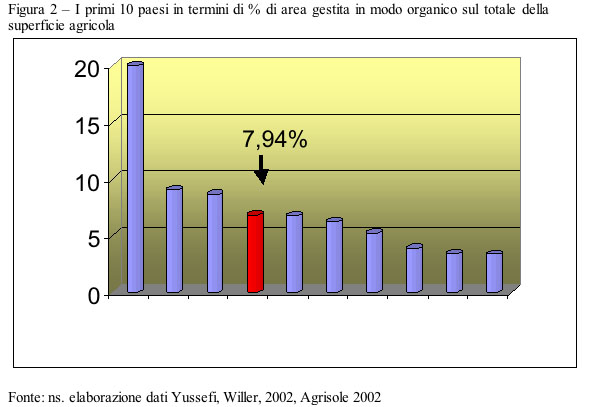 Figura 2 – I primi 10 paesi in termini di % di area gestita in modo organico sul totale della
superficie agricola
20
15
7,94%
10
5
0
Fonte: ns. elaborazione dati Yussefi, Willer, 2002, Agrisole 2002